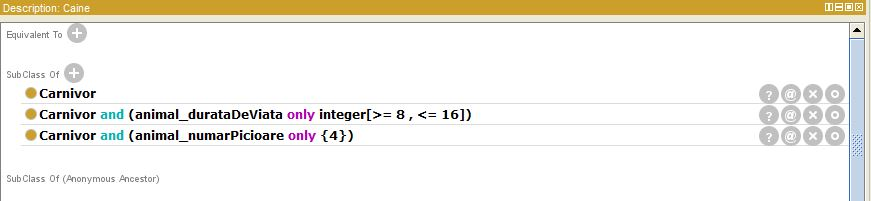 Description: Caine
Equivalent To
SubClass Of
Carnivor
Carnivor and (animal_durataDeViata only integer[>= 8 , <= 16])
Carnivor and (animal_numarPicioare only {4})
SubClass Of (Anonymous Ancestor)